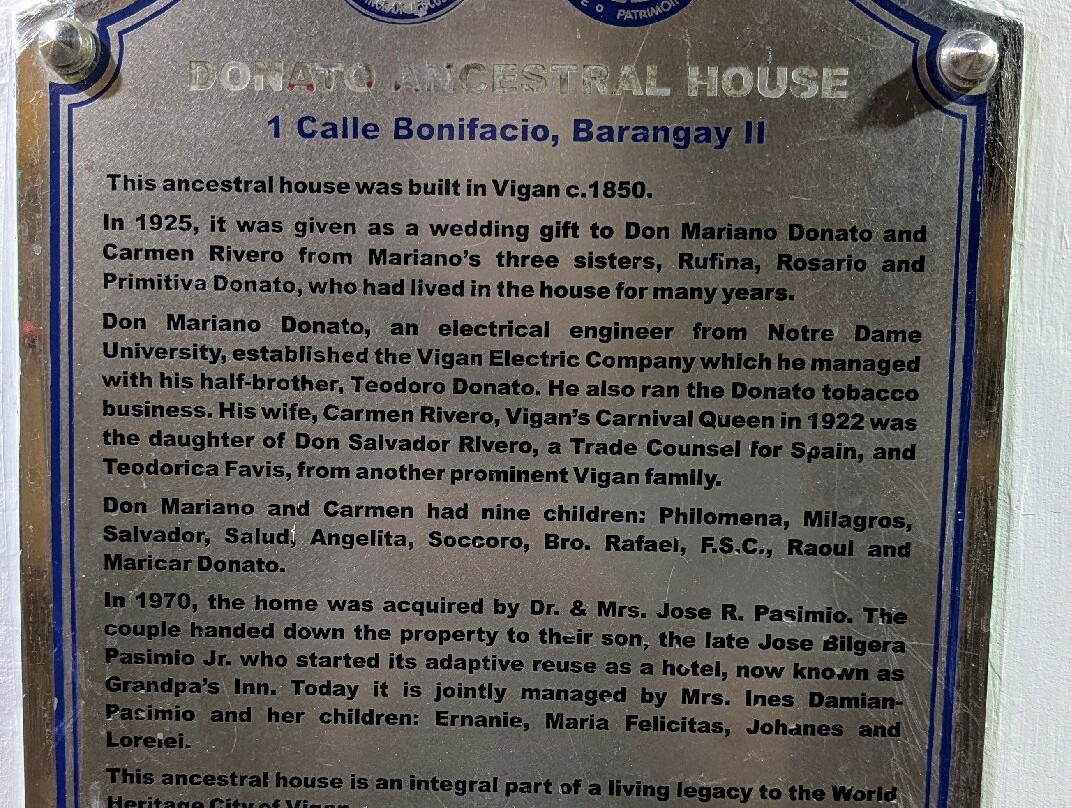 PATRIMON
DONATO ANCESTRAL HOUSE
1 Calle Bonifacio, Barangay II
This ancestral house was built in Vigan c.1850.
In 1925, it was given as a wedding gift to Don Mariano Donato and
Carmen Rivero from Mariano's three sisters, Rufina, Rosario and
Primitiva Donato, who had lived in the house for many years.
Don Mariano Donato, an electrical engineer from Notre Dame
University, established the Vigan Electric Company which he managed
with his half-brother, Teodoro Donato. He also ran the Donato tobacco
business. His wife, Carmen Rivero, Vigan's Carnival Queen in 1922 was
the daughter of Don Salvador RIvero, a Trade Counsel for Spain, and
Teodorica Favis, from another prominent Vigan family.
Don Mariano and Carmen had nine children: Philomena, Milagros,
Salvador, Salud, Angelita, Soccoro, Bro. Rafael, F.S.C., Raoul and
Maricar Donato.
In 1970, the home was acquired by Dr. & Mrs. Jose R. Pasimio. The
couple handed down the property to their son, the late Jose Bilgera
Pasimio Jr. who started its adaptive reuse as a hotel, now known as
Grandpa's Inn. Today it is jointly managed by Mrs. Ines Damian-
Pasimio and her children: Ernanie, Maria Felicitas, Johanes and
Lorelei.
This ancestral house is an integral part of a living legacy to the World
Heritage City of Vigan